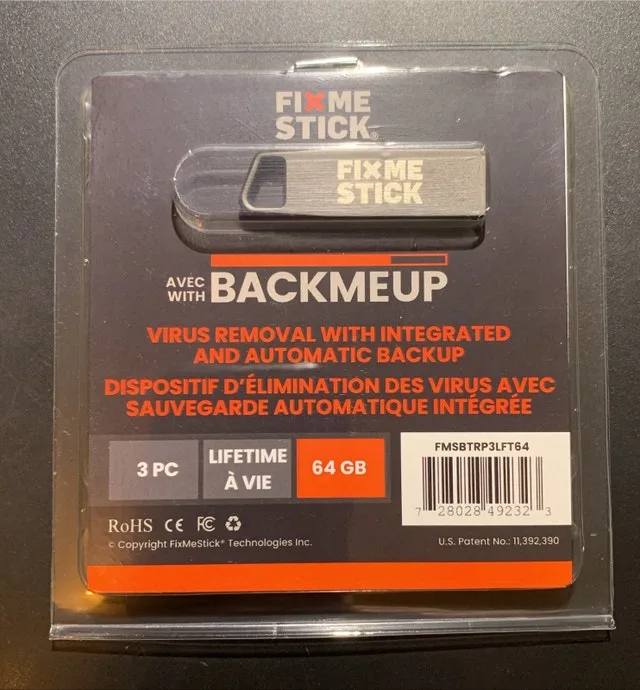 FIXME
STICK®
FIXME
STICK
AVEC
WITH BACKMEUP
VIRUS REMOVAL WITH INTEGRATED
AND AUTOMATIC BACKUP
DISPOSITIF D'ÉLIMINATION DES VIRUS AVEC
SAUVEGARDE AUTOMATIQUE INTÉGRÉE
3 PC
LIFETIME
À VIE
64 GB
FMSBTRP3LFT64
7 28028 49232 3
RoHS CE FC
© Copyright FixMeStick® Technologies Inc.
U.S. Patent No.: 11,392,390